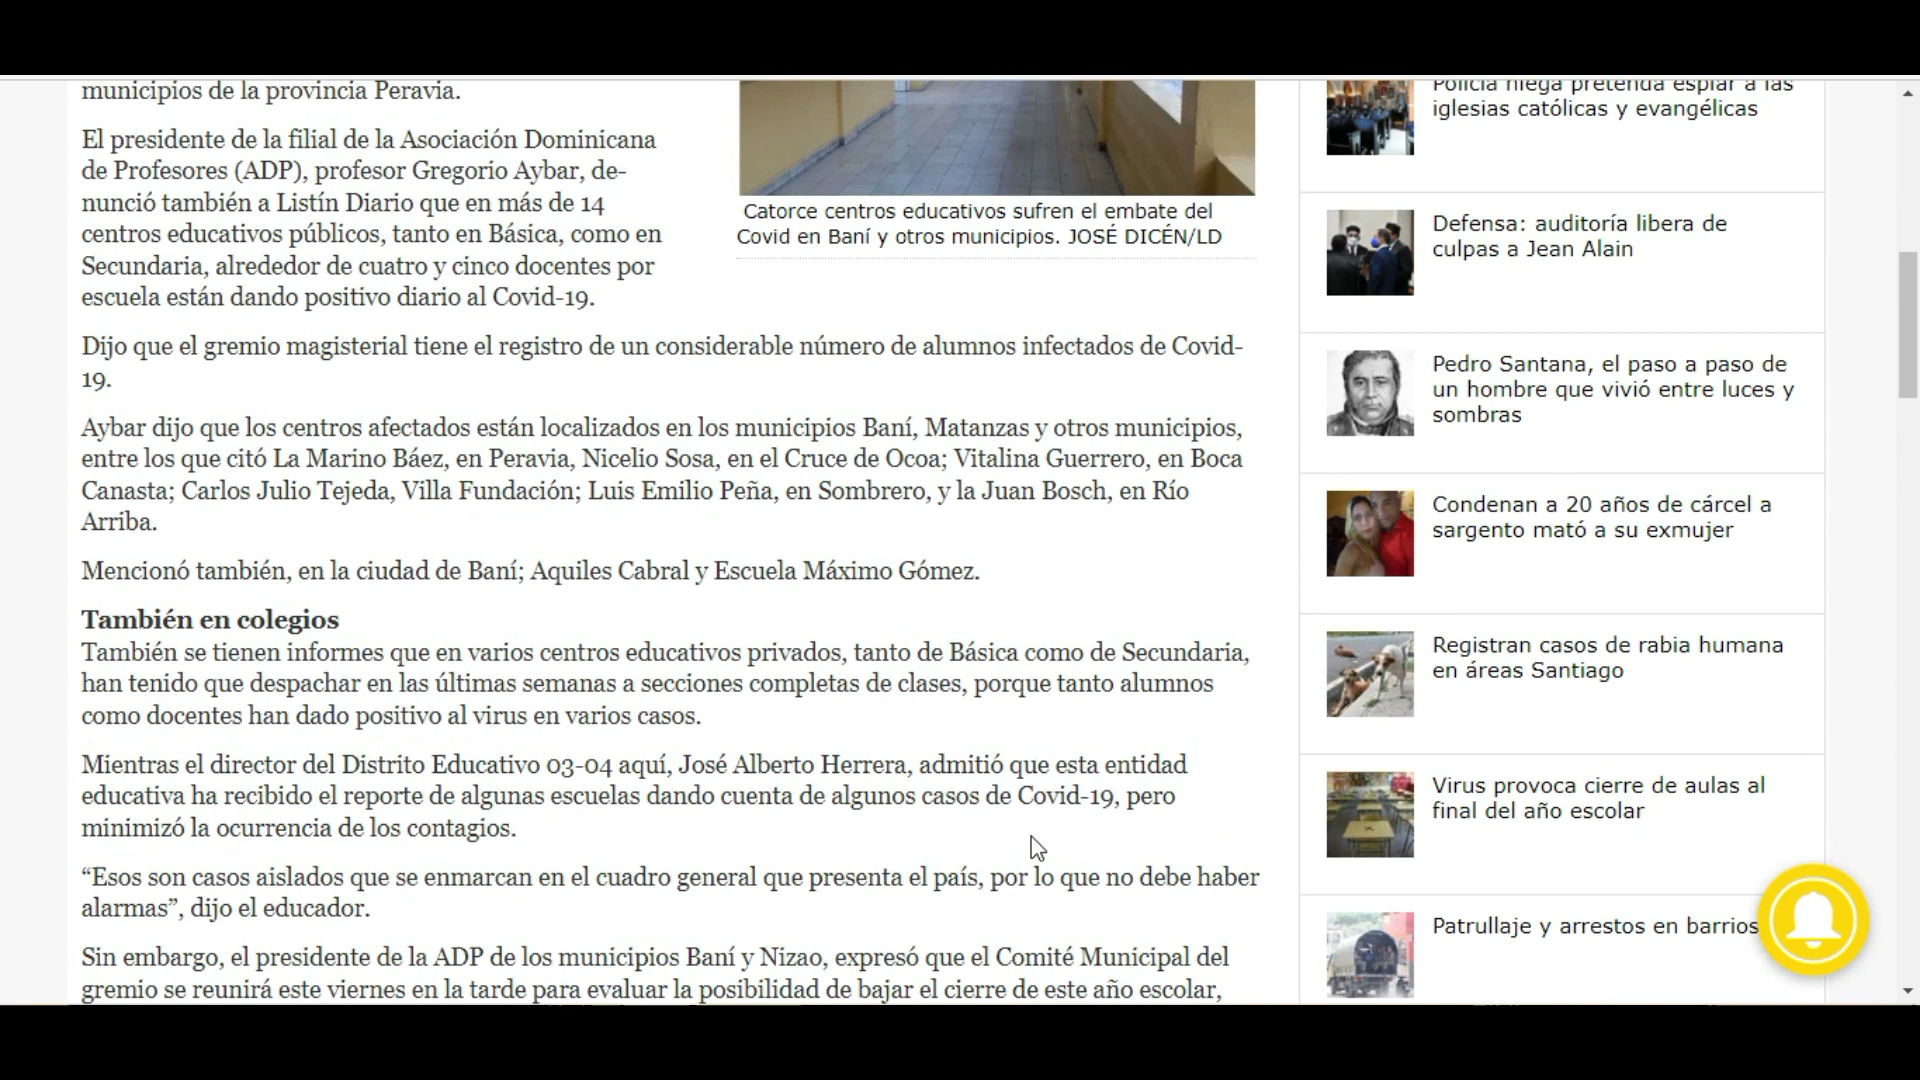 municipios de la provincia Peravia.
El presidente de la filial de la Asociación Dominicana
de Profesores (ADP), profesor Gregorio Aybar, de-
nunció también a Listín Diario que en más de 14
centros educativos públicos, tanto en Básica, como en
Secundaria, alrededor de cuatro y cinco docentes por
escuela están dando positivo diario al Covid-19.
Catorce centros educativos sufren el embate del
Covid en Baní y otros municipios. JOSÉ DICÉN/LD
Dijo que el gremio magisterial tiene el registro de un considerable número de alumnos infectados de Covid-
19.
Aybar dijo que los centros afectados están localizados en los municipios Baní, Matanzas y otros municipios,
entre los que citó La Marino Báez, en Peravia, Nicelio Sosa, en el Cruce de Ocoa; Vitalina Guerrero, en Boca
Canasta; Carlos Julio Tejeda, Villa Fundación; Luis Emilio Peña, en Sombrero, y la Juan Bosch, en Río
Arriba.
Mencionó también, en la ciudad de Baní; Aquiles Cabral y Escuela Máximo Gómez.
También en colegios
También se tienen informes que en varios centros educativos privados, tanto de Básica como de Secundaria,
han tenido que despachar en las últimas semanas a secciones completas de clases, porque tanto alumnos
como docentes han dado positivo al virus en varios casos.
Mientras el director del Distrito Educativo 03-04 aquí, José Alberto Herrera, admitió que esta entidad
educativa ha recibido el reporte de algunas escuelas dando cuenta de algunos casos de Covid-19, pero
minimizó la ocurrencia de los contagios.
“Esos son casos aislados que se enmarcan en el cuadro general que presenta el país, por lo que no debe haber
alarmas”, dijo el educador.
Sin embargo, el presidente de la ADP de los municipios Baní y Nizao, expresó que el Comité Municipal del
gremio se reunirá este viernes en la tarde para evaluar la posibilidad de bajar el cierre de este año escolar,
Policía niega pretenda espiar a las
iglesias católicas y evangélicas
Defensa: auditoría libera de
culpas a Jean Alain
Pedro Santana, el paso a paso de
un hombre que vivió entre luces y
sombras
Condenan a 20 años de cárcel a
sargento mató a su exmujer
Registran casos de rabia humana
en áreas Santiago
Virus provoca cierre de aulas al
final del año escolar
Patrullaje y arrestos en barrios